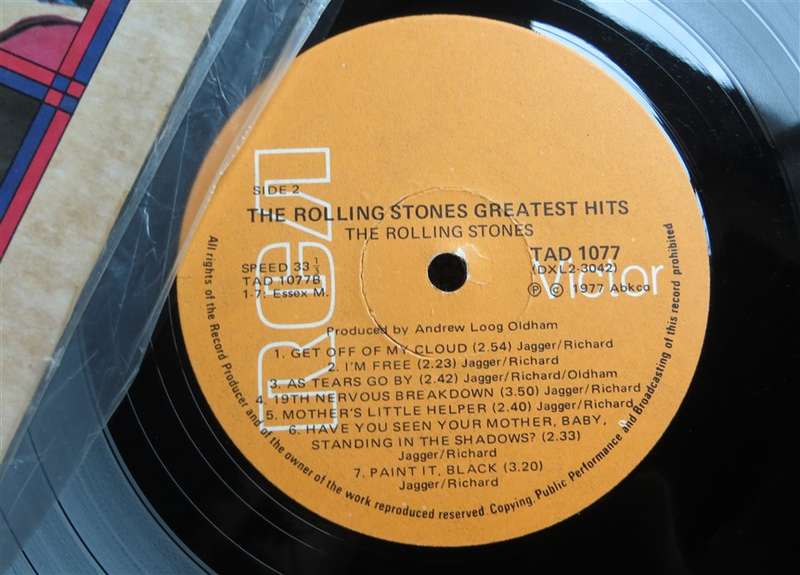 RCA
SIDE 2
THE ROLLING STONES GREATEST HITS
THE ROLLING STONES
SPEED 33 1/3
TAD 1077B
1-7: Essex M.
TAD 1077
(DXL2-3042)
Victor
℗ © 1977 Abkco
Produced by Andrew Loog Oldham
1. GET OFF OF MY CLOUD (2.54) Jagger/Richard
2. I'M FREE (2.23) Jagger/Richard
3. AS TEARS GO BY (2.42) Jagger/Richard/Oldham
4. 19TH NERVOUS BREAKDOWN (3.50) Jagger/Richard
5. MOTHER'S LITTLE HELPER (2.40) Jagger/Richard
6. HAVE YOU SEEN YOUR MOTHER, BABY,
STANDING IN THE SHADOWS? (2.33)
Jagger/Richard
7. PAINT IT, BLACK (3.20)
Jagger/Richard
All rights of the Record Producer and of the owner of the work reproduced reserved. Copying, Public Performance and Broadcasting of this record prohibited